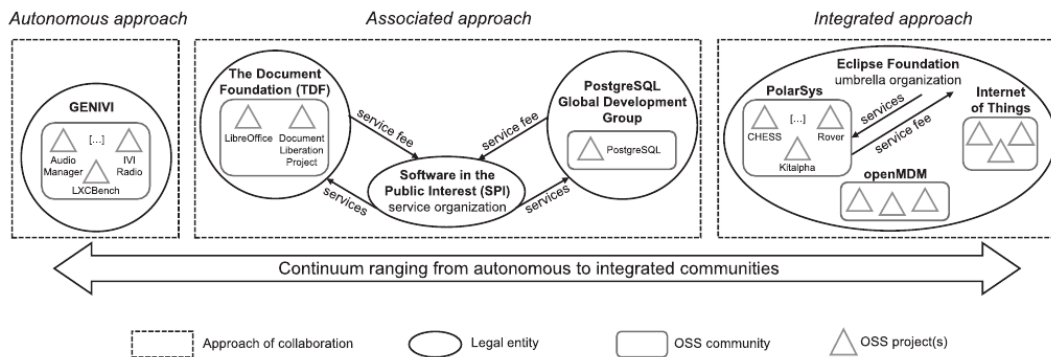 Autonomous approach
Associated approach
Integrated approach
GENIVI
[...]
Audio
Manager
IVI
Radio
LXCBench
The Document
Foundation (TDF)
LibreOffice
Document
Liberation
Project
service fee
service fee
Software in the
Public Interest (SPI)
service organization
services
services
PostgreSQL
Global Development
Group
PostgreSQL
Eclipse Foundation
umbrella organization
PolarSys
[...]
CHESS
Rover
Kitalpha
services
service fee
Internet
of Things
openMDM
Continuum ranging from autonomous to integrated communities
Approach of collaboration
Legal entity
OSS community
OSS project(s)